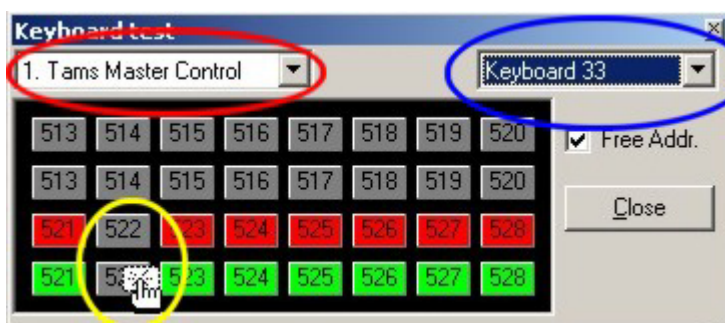 Keyboard test
1. Tams Master Control
Keyboard 33
513 514 515 516 517 518 519 520
Free Addr.
513 514 515 516 517 518 519 520
Close
521 522 523 524 525 526 527 528
521 523 524 525 526 527 528